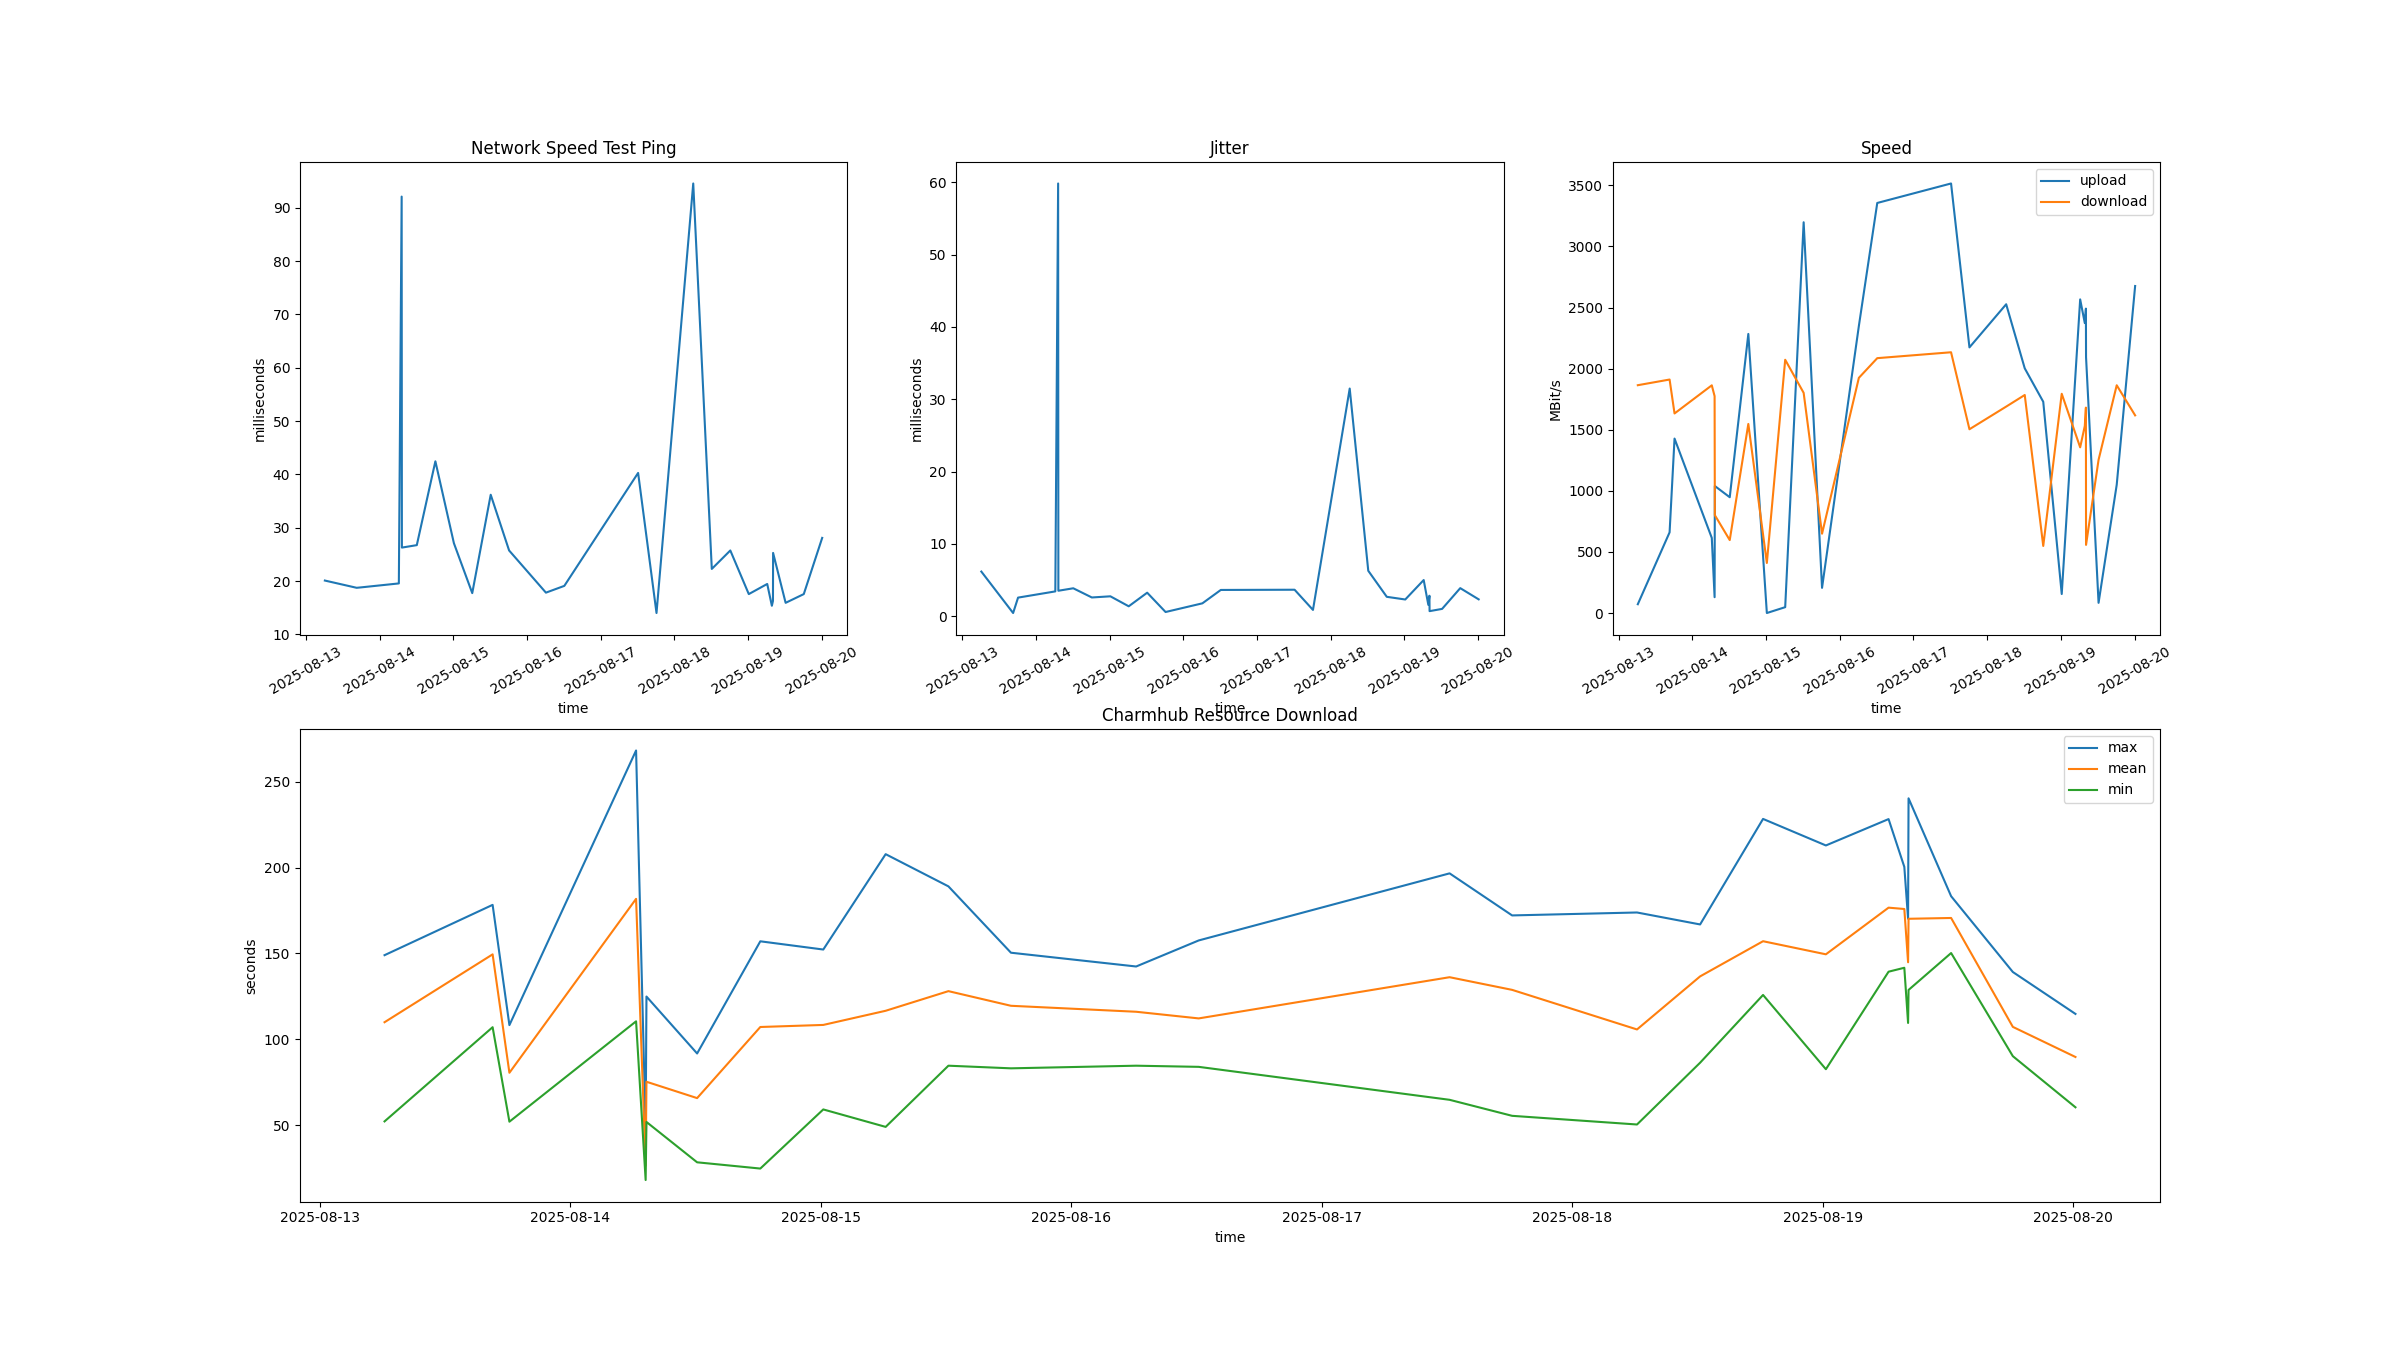 Network Speed Test Ping
milliseconds
90
80
70
60
50
40
30
20
10
2025-08-13 2025-08-14 2025-08-15 2025-08-16 2025-08-17 2025-08-18 2025-08-19 2025-08-20
time
Jitter
milliseconds
60
50
40
30
20
10
0
2025-08-13 2025-08-14 2025-08-15 2025-08-16 2025-08-17 2025-08-18 2025-08-19 2025-08-20
time
Speed
upload
download
MBit/s
3500
3000
2500
2000
1500
1000
500
0
2025-08-13 2025-08-14 2025-08-15 2025-08-16 2025-08-17 2025-08-18 2025-08-19 2025-08-20
time
Charmhub Resource Download
max
mean
min
seconds
250
200
150
100
50
2025-08-13 2025-08-14 2025-08-15 2025-08-16 2025-08-17 2025-08-18 2025-08-19 2025-08-20
time